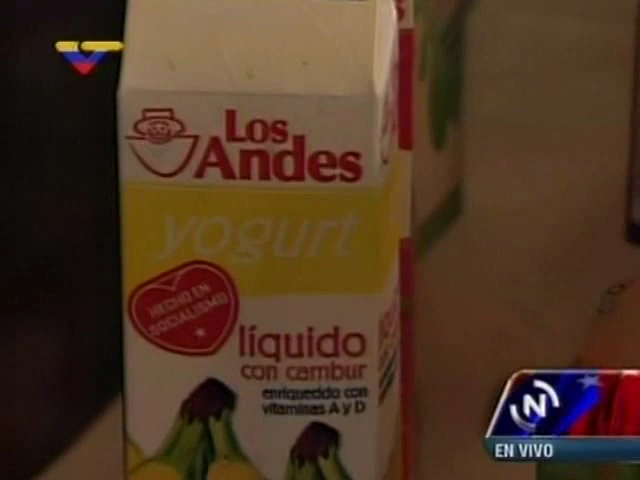 Los
Andes
yogurt
HECHO EN
SOCIALISMO
líquido
con cambur
enriquecido con
vitaminas A y D
N
EN VIVO